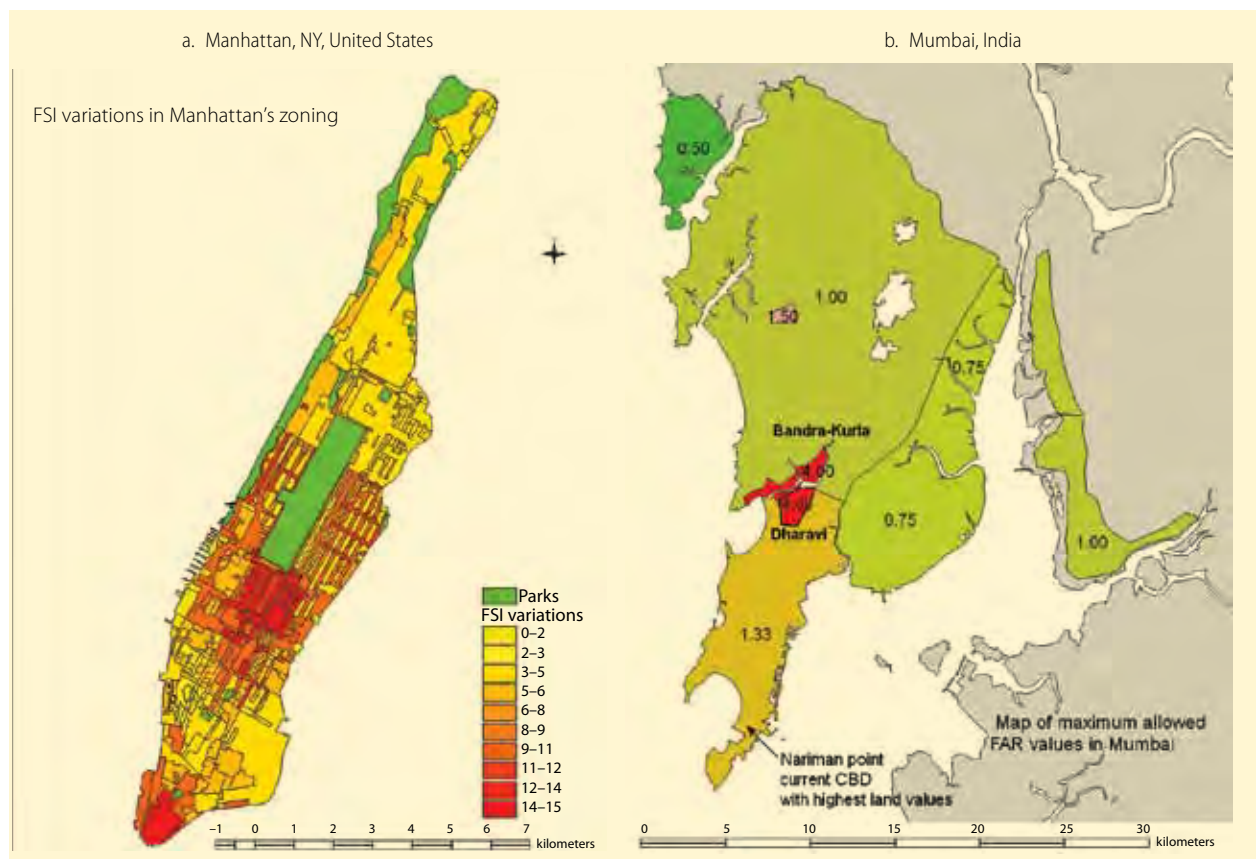 a. Manhattan, NY, United States
FSI variations in Manhattan's zoning
Parks
FSI variations
0–2
2–3
3–5
5–6
6–8
8–9
9–11
11–12
12–14
14–15
–1 0 1 2 3 4 5 6 7
kilometers
b. Mumbai, India
0.50
1.00
1.50
0.75
Bandra-Kurla
4.00
Dharavi
0.75
1.00
1.33
Map of maximum allowed
FAR values in Mumbai
Nariman point
current CBD
with highest land values
0 5 10 15 20 25 30
kilometers